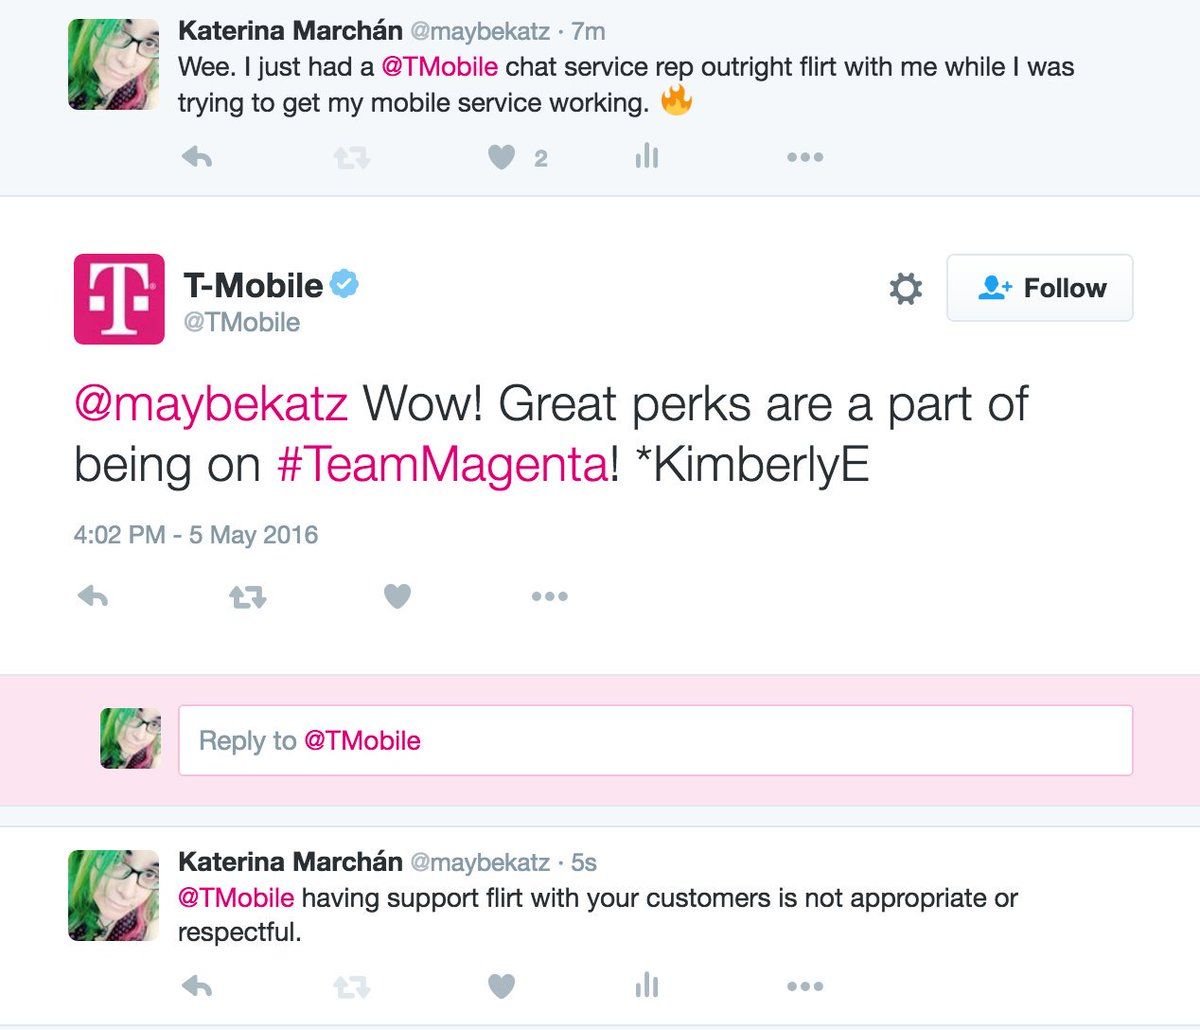 Katerina Marchán @maybekatz · 7m
Wee. I just had a @TMobile chat service rep outright flirt with me while I was
trying to get my mobile service working. 🔥
2
T-Mobile
@TMobile
Follow
@maybekatz Wow! Great perks are a part of
being on #TeamMagenta! *KimberlyE
4:02 PM - 5 May 2016
Reply to @TMobile
Katerina Marchán @maybekatz · 5s
@TMobile having support flirt with your customers is not appropriate or
respectful.